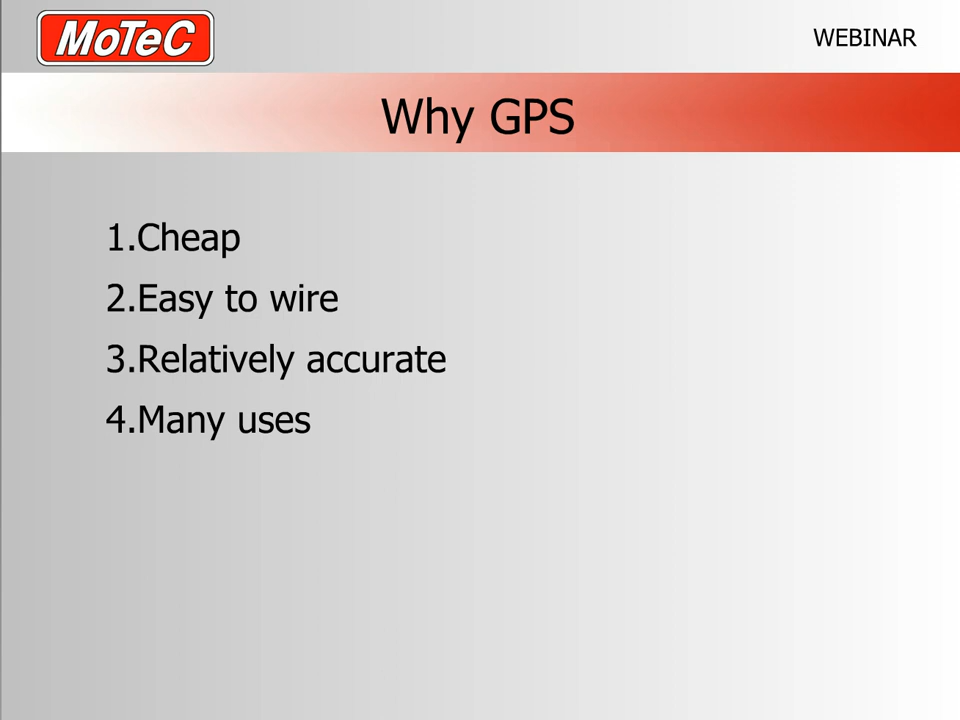 MoTeC
WEBINAR
Why GPS
1.Cheap
2.Easy to wire
3.Relatively accurate
4.Many uses